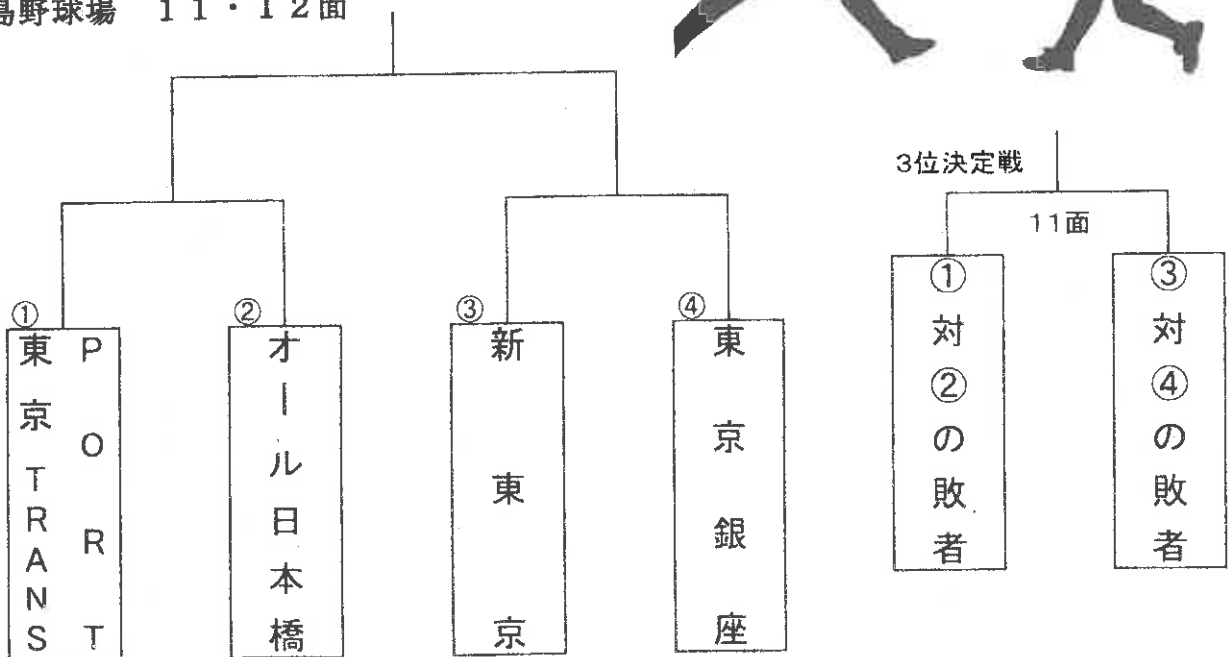 島野球場 11・12面
3位決定戦
11面
①
東京TRANS
PORT
②
オール日本橋
③
新東京
④
東京銀座
①対②の敗者
③対④の敗者